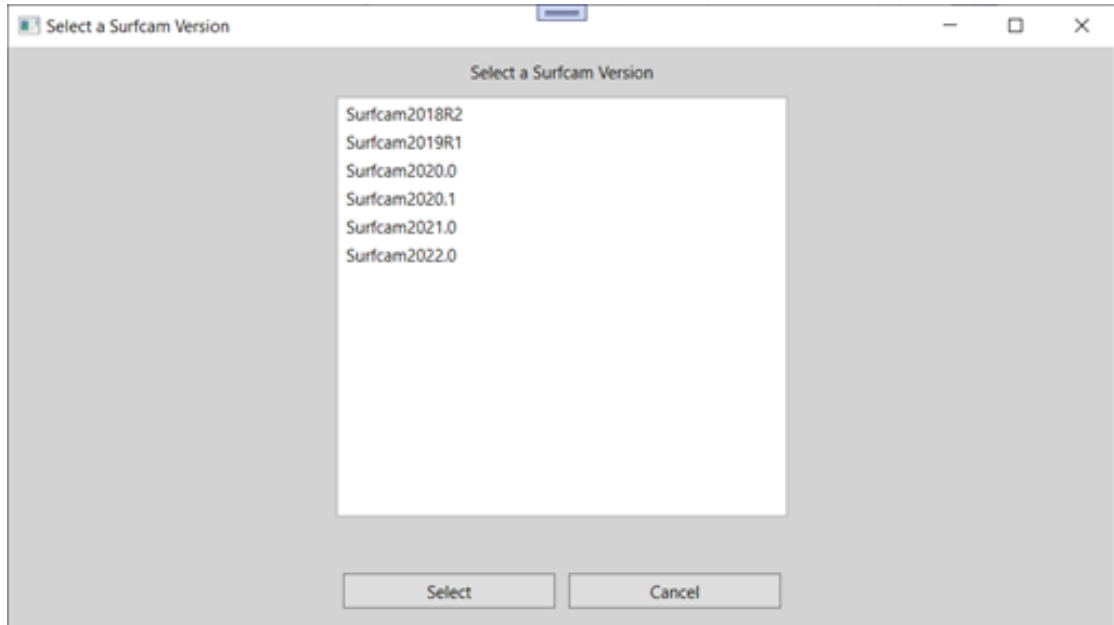 Select a Surfcam Version
Select a Surfcam Version
Surfcam2018R2
Surfcam2019R1
Surfcam2020.0
Surfcam2020.1
Surfcam2021.0
Surfcam2022.0
Select
Cancel